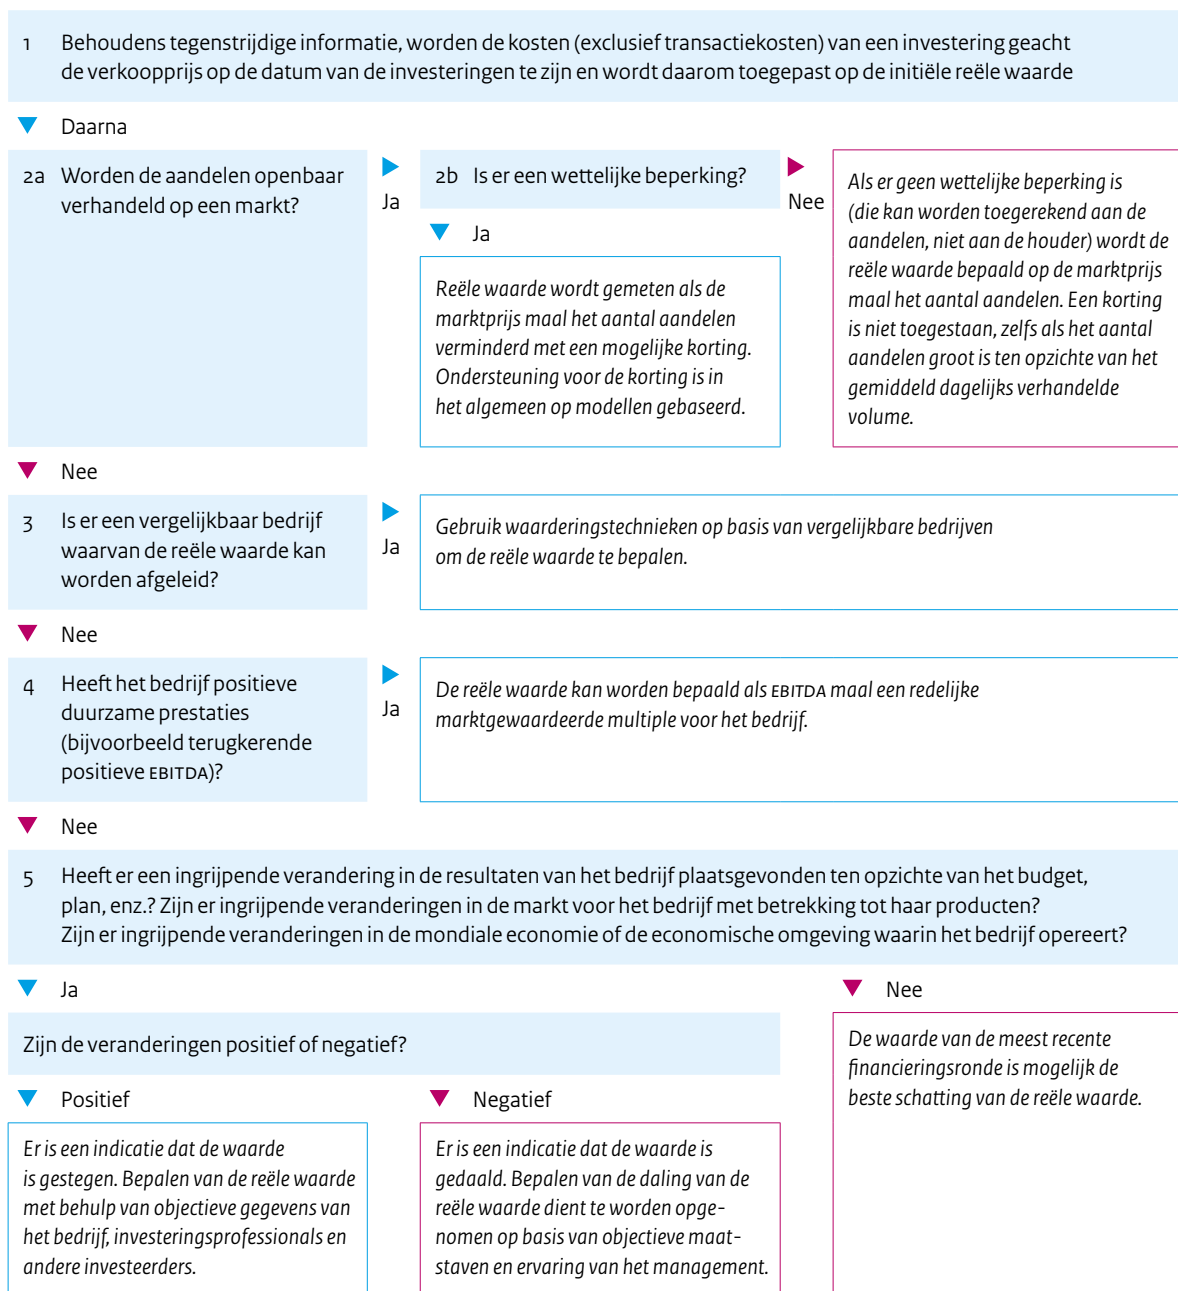 1 Behoudens tegenstrijdige informatie, worden de kosten (exclusief transactiekosten) van een investering geacht
de verkoopprijs op de datum van de investeringen te zijn en wordt daarom toegepast op de initiële reële waarde
Daarna
2a Worden de aandelen openbaar
verhandeld op een markt?
Ja
2b Is er een wettelijke beperking?
Nee
Ja
Reële waarde wordt gemeten als de
marktprijs maal het aantal aandelen
verminderd met een mogelijke korting.
Ondersteuning voor de korting is in
het algemeen op modellen gebaseerd.
Als er geen wettelijke beperking is
(die kan worden toegerekend aan de
aandelen, niet aan de houder) wordt de
reële waarde bepaald op de marktprijs
maal het aantal aandelen. Een korting
is niet toegestaan, zelfs als het aantal
aandelen groot is ten opzichte van het
gemiddeld dagelijks verhandelde
volume.
Nee
3 Is er een vergelijkbaar bedrijf
waarvan de reële waarde kan
worden afgeleid?
Ja
Gebruik waarderingstechnieken op basis van vergelijkbare bedrijven
om de reële waarde te bepalen.
Nee
4 Heeft het bedrijf positieve
duurzame prestaties
(bijvoorbeeld terugkerende
positieve EBITDA)?
Ja
De reële waarde kan worden bepaald als EBITDA maal een redelijke
marktgewaardeerde multiple voor het bedrijf.
Nee
5 Heeft er een ingrijpende verandering in de resultaten van het bedrijf plaatsgevonden ten opzichte van het budget,
plan, enz.? Zijn er ingrijpende veranderingen in de markt voor het bedrijf met betrekking tot haar producten?
Zijn er ingrijpende veranderingen in de mondiale economie of de economische omgeving waarin het bedrijf opereert?
Ja
Nee
Zijn de veranderingen positief of negatief?
Positief
Negatief
Er is een indicatie dat de waarde
is gestegen. Bepalen van de reële waarde
met behulp van objectieve gegevens van
het bedrijf, investeringsprofessionals en
andere investeerders.
Er is een indicatie dat de waarde is
gedaald. Bepalen van de daling van de
reële waarde dient te worden opge-
nomen op basis van objectieve maat-
staven en ervaring van het management.
De waarde van de meest recente
financieringsronde is mogelijk de
beste schatting van de reële waarde.